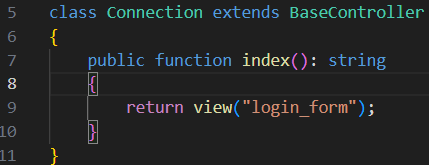 5 class Connection extends BaseController
6 {
7     public function index(): string
8     {
9         return view("login_form");
10     }
11 }